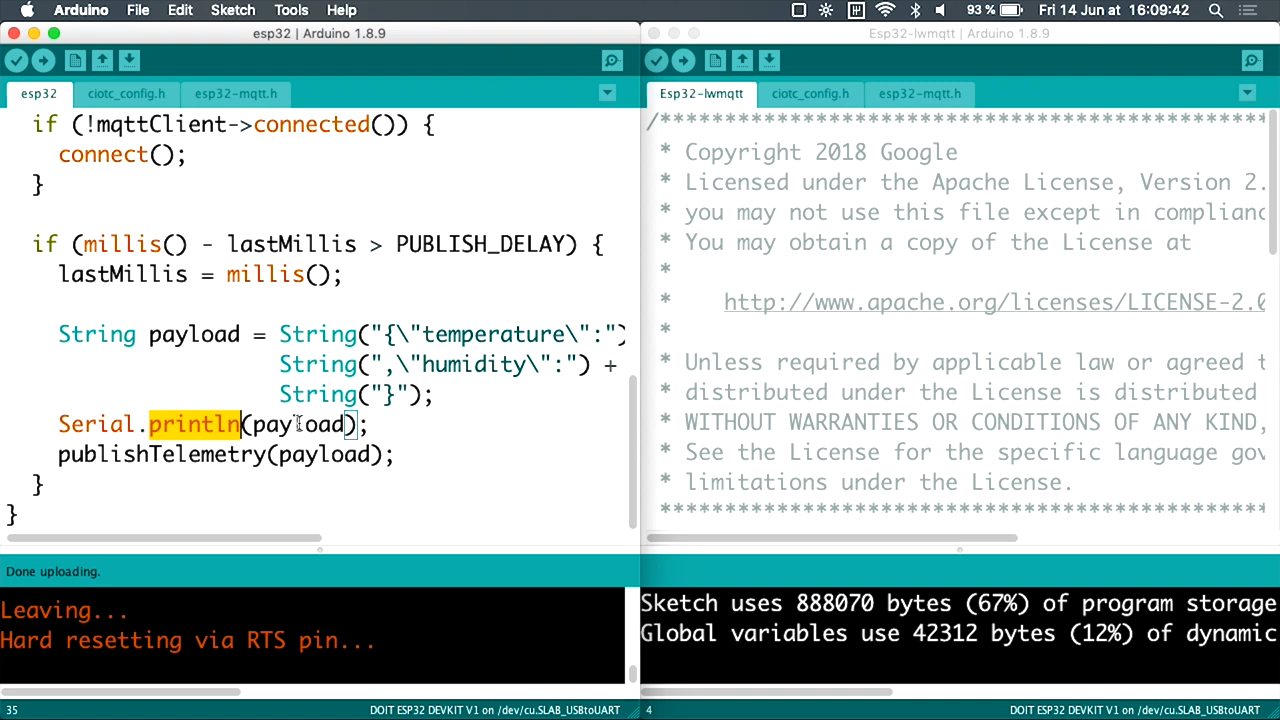 Arduino File Edit Sketch Tools Help 93 % Fri 14 Jun at 16:09:42
esp32 | Arduino 1.8.9
esp32 ciotc_config.h esp32-mqtt.h
if (!mqttClient->connected()) {
connect();
}
if (millis() - lastMillis > PUBLISH_DELAY) {
lastMillis = millis();
String payload = String("{\"temperature\":")
String(",\"humidity\":") +
String("}");
Serial.println(payload);
publishTelemetry(payload);
}
}
Done uploading.
Leaving...
Hard resetting via RTS pin...
35 DOIT ESP32 DEVKIT V1 on /dev/cu.SLAB_USBtoUART
Esp32-lwmqtt | Arduino 1.8.9
Esp32-lwmqtt ciotc_config.h esp32-mqtt.h
/******************************************************************************
* Copyright 2018 Google
* Licensed under the Apache License, Version 2.
* you may not use this file except in complianc
* You may obtain a copy of the License at
*
* http://www.apache.org/licenses/LICENSE-2.0
*
* Unless required by applicable law or agreed t
* distributed under the License is distributed
* WITHOUT WARRANTIES OR CONDITIONS OF ANY KIND,
* See the License for the specific language gov
* limitations under the License.
*****************************************************************************
Sketch uses 888070 bytes (67%) of program storage
Global variables use 42312 bytes (12%) of dynamic
4 DOIT ESP32 DEVKIT V1 on /dev/cu.SLAB_USBtoUART